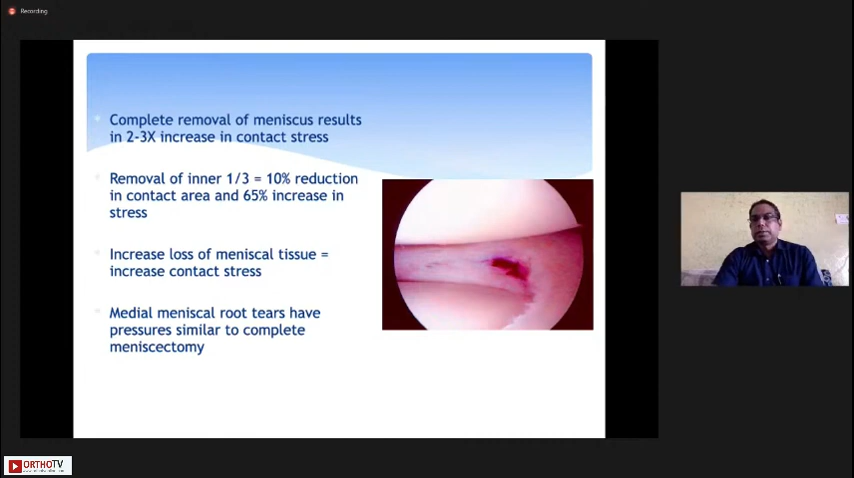 Recording
Complete removal of meniscus results
in 2-3X increase in contact stress
Removal of inner 1/3 = 10% reduction
in contact area and 65% increase in
stress
Increase loss of meniscal tissue =
increase contact stress
Medial meniscal root tears have
pressures similar to complete
meniscectomy
ORTHOTV